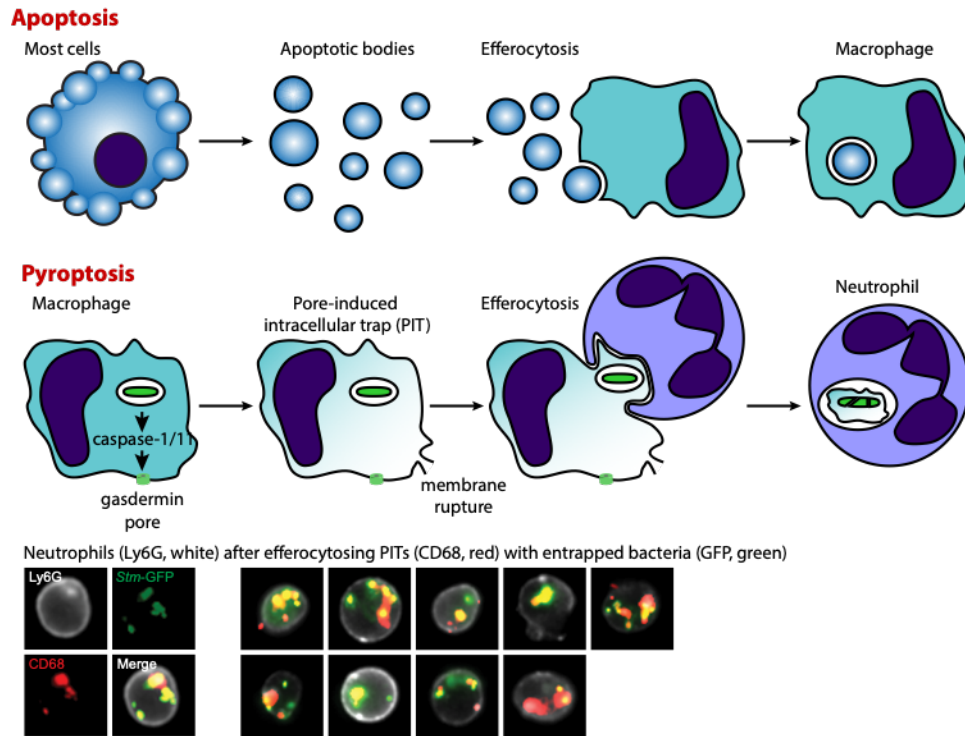 Apoptosis
Most cells
Apoptotic bodies
Efferocytosis
Macrophage
Pyroptosis
Macrophage
Pore-induced
intracellular trap (PIT)
Efferocytosis
Neutrophil
caspase-1/11
gasdermin
pore
membrane
rupture
Neutrophils (Ly6G, white) after efferocytosing PITs (CD68, red) with entrapped bacteria (GFP, green)
Ly6G
Stm-GFP
CD68
Merge